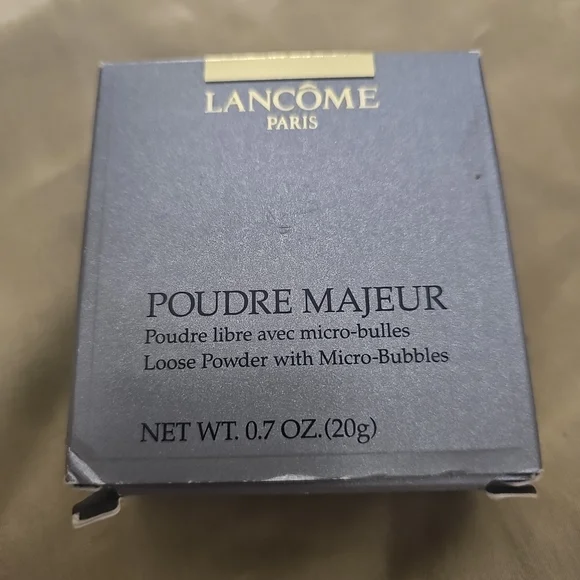 LANCÔME
PARIS
POUDRE MAJEUR
Poudre libre avec micro-bulles
Loose Powder with Micro-Bubbles
NET WT. 0.7 OZ.(20g)